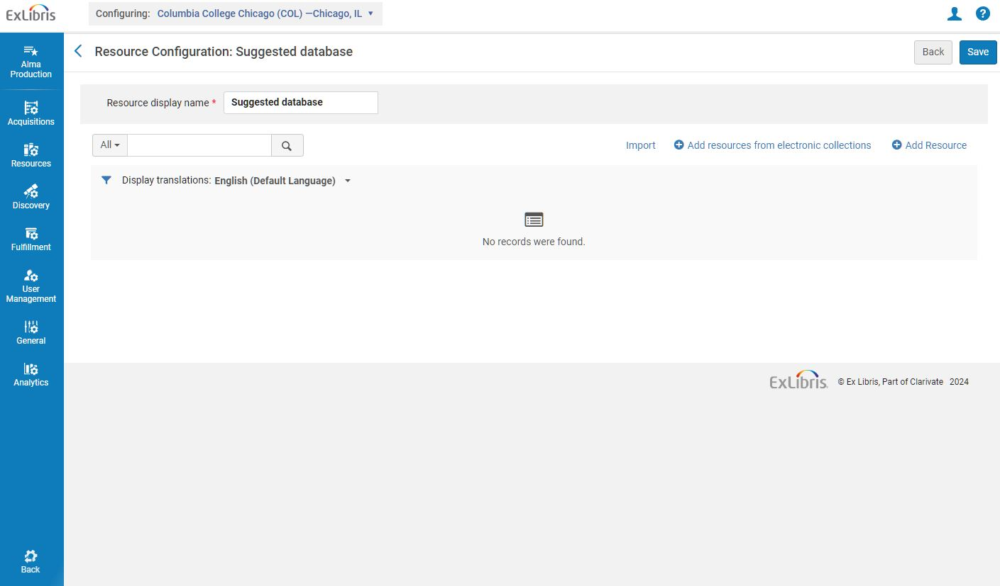 ExLibris
Configuring: Columbia College Chicago (COL) —Chicago, IL
Alma
Production
Acquisitions
Resources
Discovery
Fulfillment
User
Management
General
Analytics
Back
Resource Configuration: Suggested database
Back
Save
Resource display name * Suggested database
All
Import
Add resources from electronic collections
Add Resource
Display translations: English (Default Language)
No records were found.
ExLibris. © Ex Libris, Part of Clarivate 2024